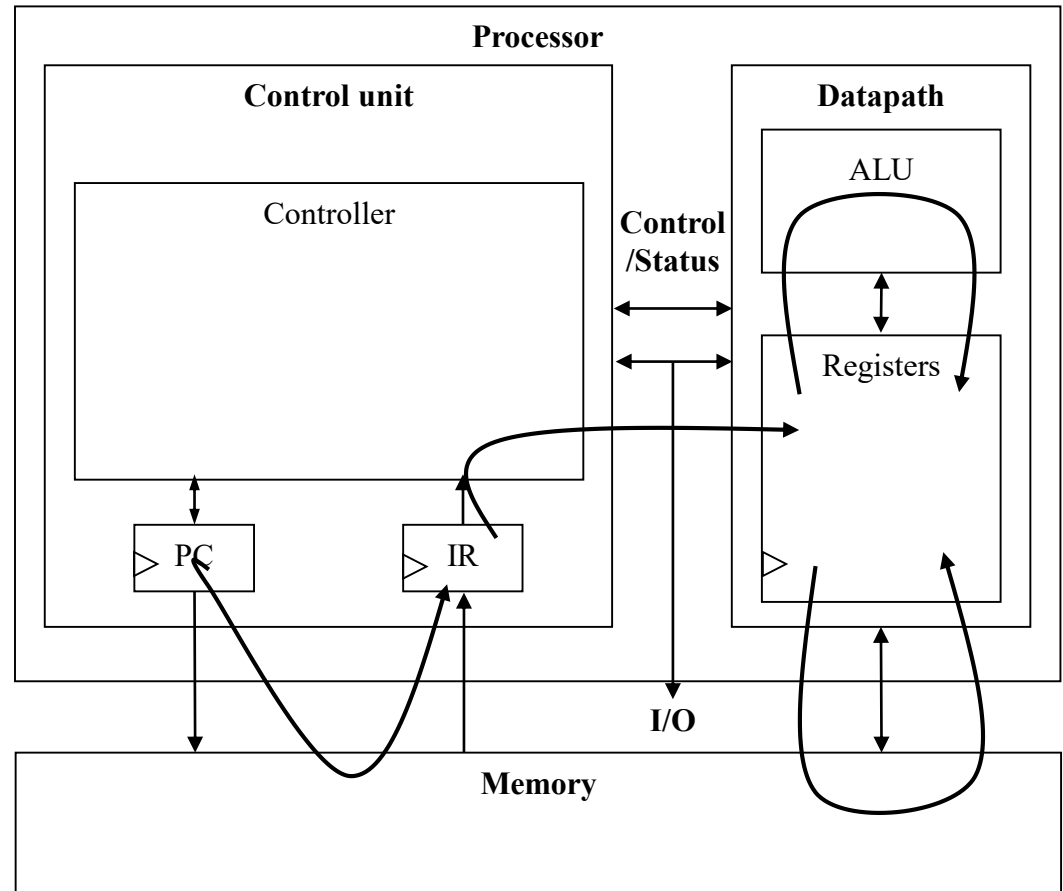 Processor
Control unit
Datapath
ALU
Controller
Control
/Status
Registers
PC
IR
I/O
Memory